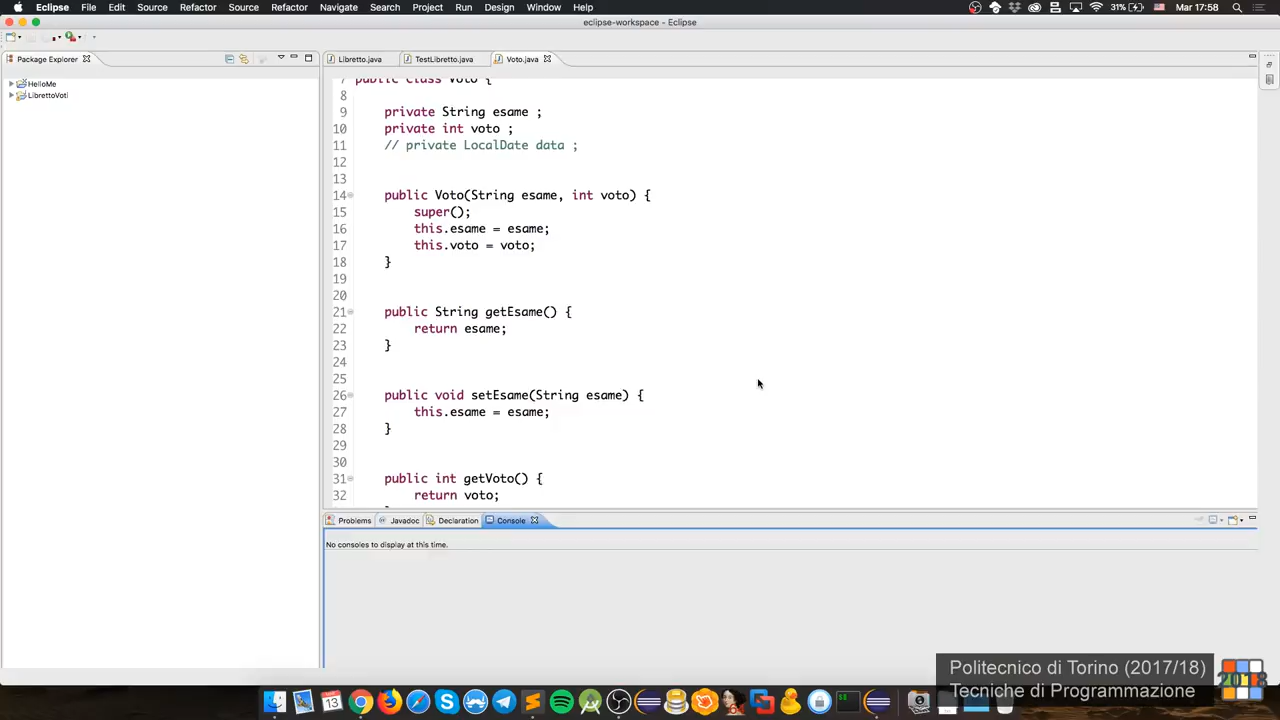 Eclipse File Edit Source Refactor Source Refactor Navigate Search Project Run Design Window Help 31% Mar 17:58
eclipse-workspace - Eclipse
Package Explorer
Libretto.java TestLibretto.java Voto.java
HelloMe
LibrettoVoti
7 public class Voto {
8
9 private String esame ;
10 private int voto ;
11 // private LocalDate data ;
12
13
14 public Voto(String esame, int voto) {
15 super();
16 this.esame = esame;
17 this.voto = voto;
18 }
19
20
21 public String getEsame() {
22 return esame;
23 }
24
25
26 public void setEsame(String esame) {
27 this.esame = esame;
28 }
29
30
31 public int getVoto() {
32 return voto;
Problems Javadoc Declaration Console
No consoles to display at this time.
Politecnico di Torino (2017/18)
Tecniche di Programmazione
2018
13